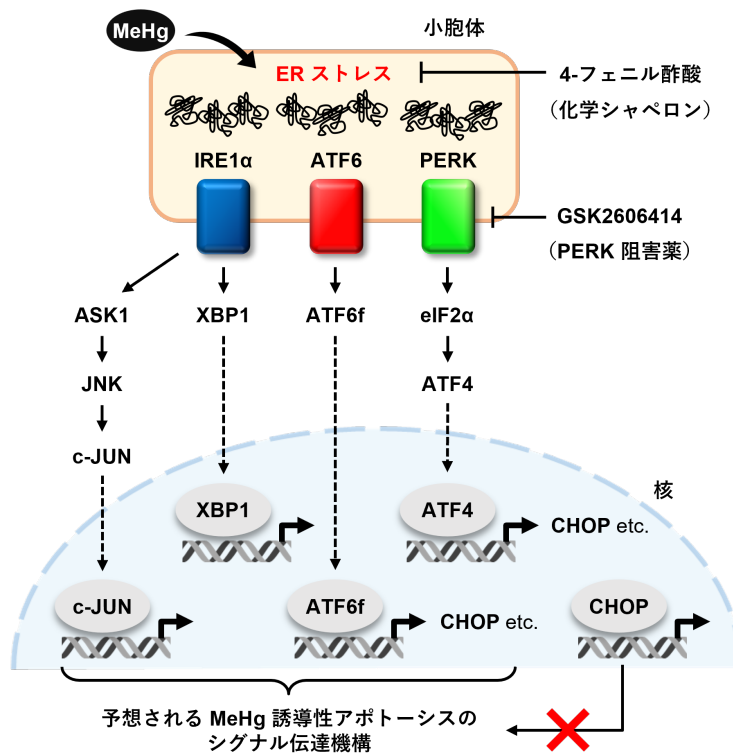 MeHg
小胞体
ER ストレス
4-フェニル酢酸
(化学シャペロン)
IRE1α
ATF6
PERK
GSK2606414
(PERK 阻害薬)
ASK1
XBP1
ATF6f
eIF2α
JNK
ATF4
c-JUN
核
XBP1
ATF4
CHOP etc.
c-JUN
ATF6f
CHOP etc.
CHOP
予想される MeHg 誘導性アポトーシスの
シグナル伝達機構